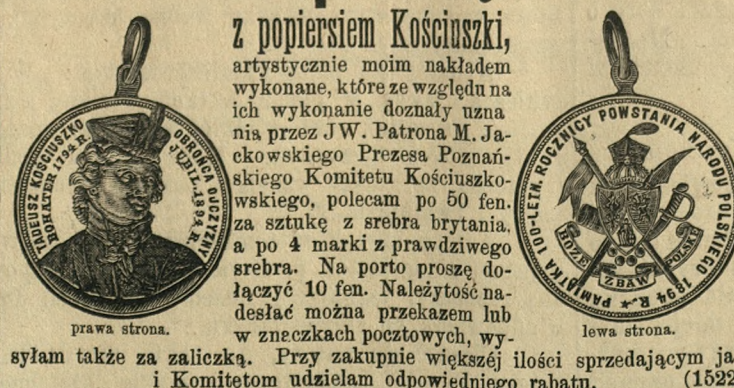 z popiersiem Kościuszki,
artystycznie moim nakładem
wykonane, które ze względu na
ich wykonanie doznały uzna
nia przez JW. Patrona M. Ja-
ckowskiego Prezesa Poznań-
skiego Komitetu Kościuszko-
wskiego, polecam po 50 fen.
za sztukę z srebra brytania,
a po 4 marki z prawdziwego
srebra. Na porto proszę do-
łączyć 10 fen. Należytość na-
desłać można przekazem lub
w znaczkach pocztowych, wy-
syłam także za zaliczką. Przy zakupnie większéj ilości sprzedającym ja
i Komitetom udzielam odpowiedniego rabatu. (1522
TADEUSZ KOŚCIUSZKO OBROŃCA OJCZYZNY
BOHATER 1794 R. JUBIL. 1894 R.
prawa strona.
PAMIĄTKA 100-LETN. ROCZNICY POWSTANIA NARODU POLSKIEGO 1894 R.
BOŻE ZBAW POLSKĘ
lewa strona.